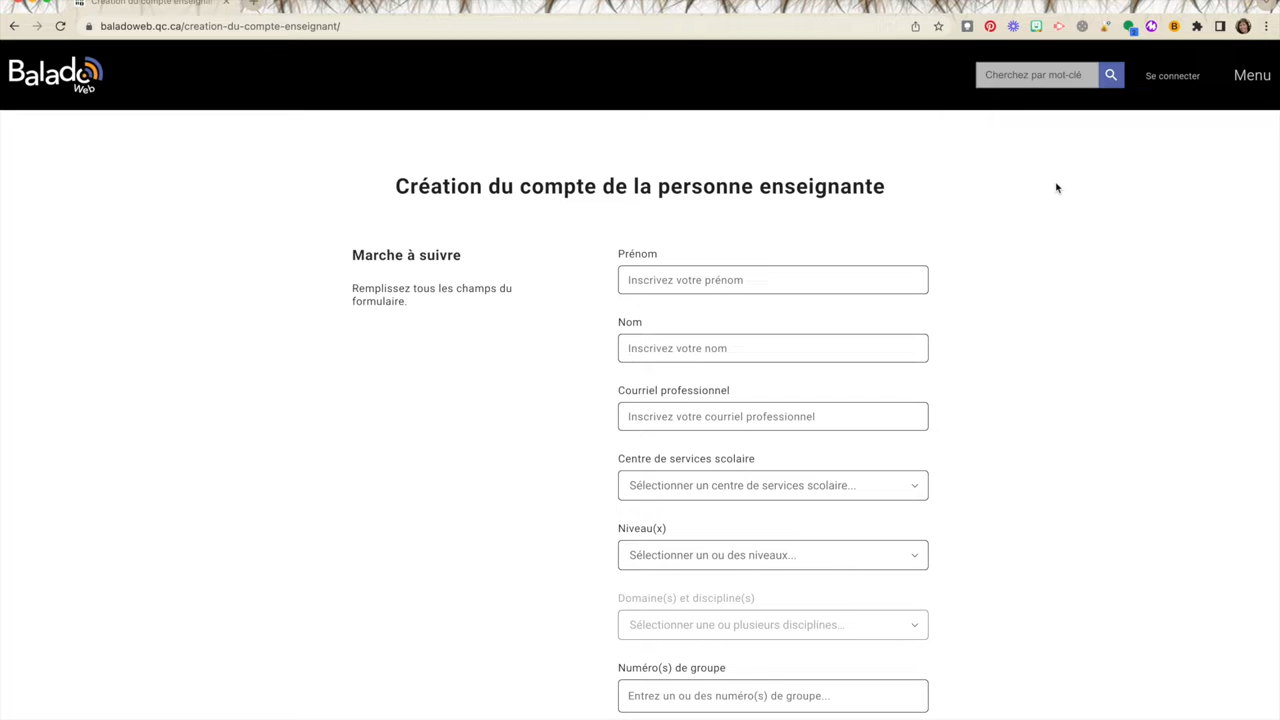 Création du compte enseign
baladoweb.qc.ca/creation-du-compte-enseignant/
Balado
Web
Cherchez par mot-clé
Se connecter
Menu
Création du compte de la personne enseignante
Marche à suivre
Remplissez tous les champs du
formulaire.
Prénom
Inscrivez votre prénom
Nom
Inscrivez votre nom
Courriel professionnel
Inscrivez votre courriel professionnel
Centre de services scolaire
Sélectionner un centre de services scolaire...
Niveau(x)
Sélectionner un ou des niveaux...
Domaine(s) et discipline(s)
Sélectionner une ou plusieurs disciplines...
Numéro(s) de groupe
Entrez un ou des numéro(s) de groupe...